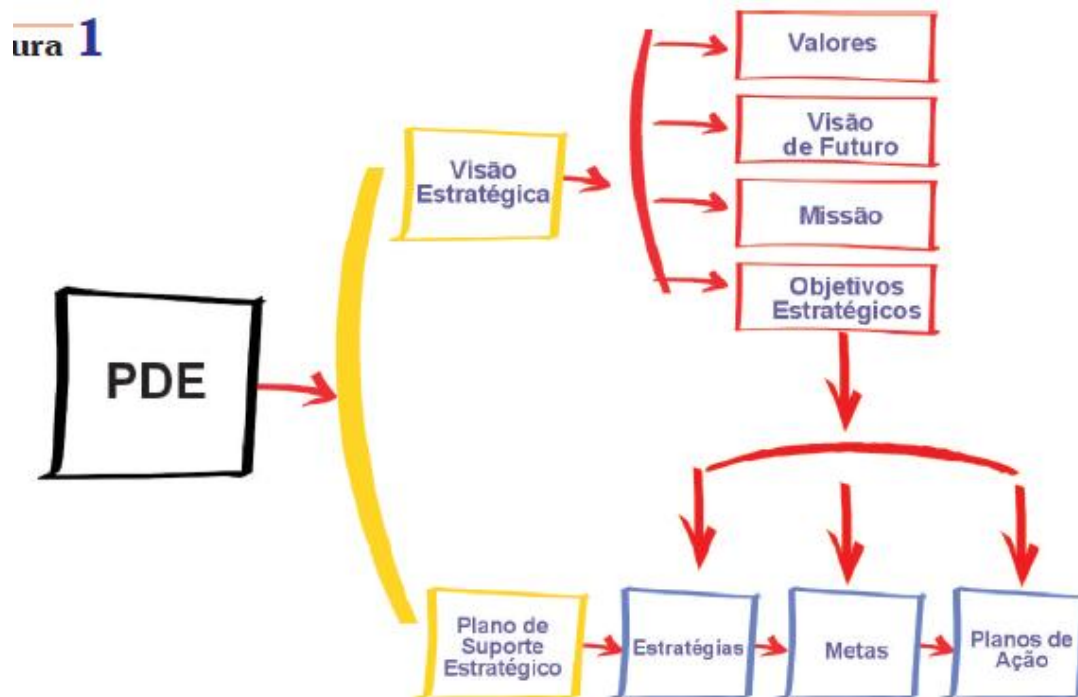 ura 1
Valores
Visão
de Futuro
Visão
Estratégica
Missão
Objetivos
Estratégicos
PDE
Plano de
Suporte
Estratégico
Estratégias
Metas
Planos de
Ação